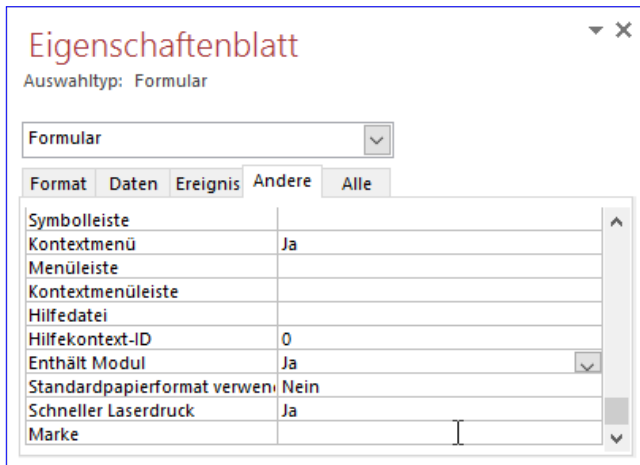 Eigenschaftenblatt
Auswahltyp: Formular
Formular
Format Daten Ereignis Andere Alle
Symbolleiste
Kontextmenü Ja
Menüleiste
Kontextmenüleiste
Hilfedatei
Hilfekontext-ID 0
Enthält Modul Ja
Standardpapierformat verwen Nein
Schneller Laserdruck Ja
Marke